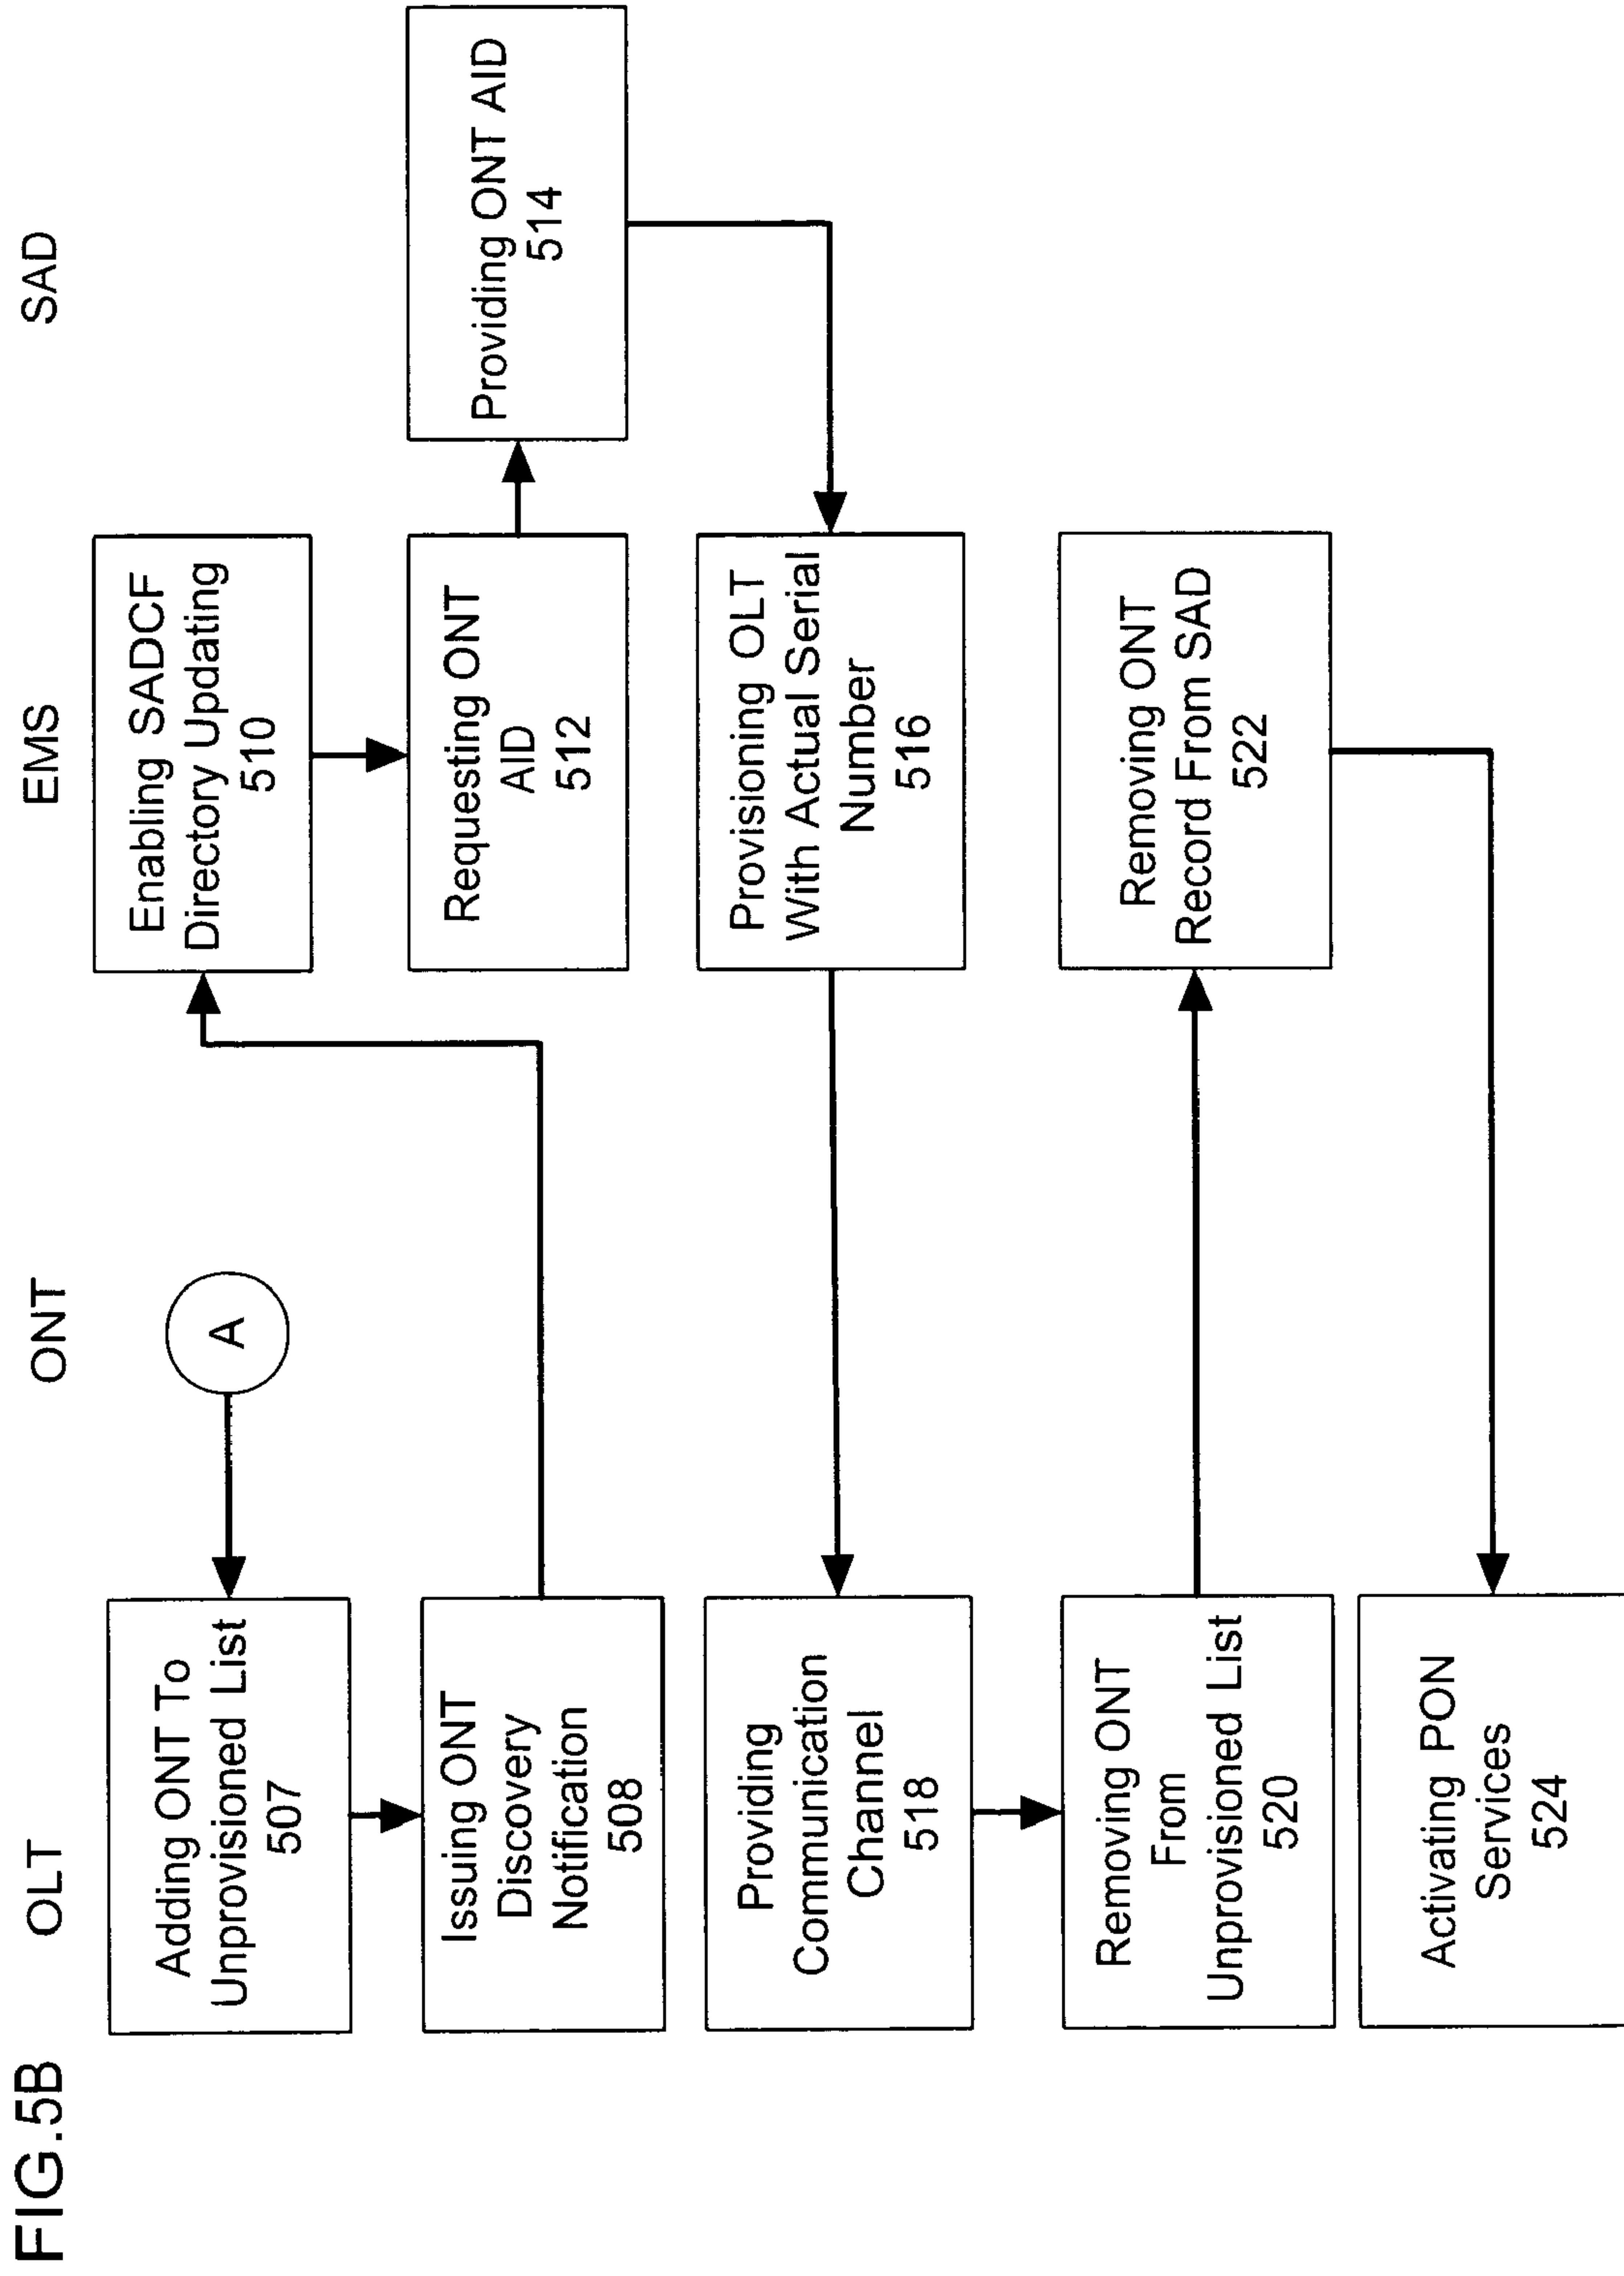 FIG.5B
OLT
ONT
EMS
SAD
A
Adding ONT To
Unprovisioned List
507
Issuing ONT
Discovery
Notification
508
Enabling SADCF
Directory Updating
510
Requesting ONT
AID
512
Providing ONT AID
514
Provisioning OLT
With Actual Serial
Number
516
Providing
Communication
Channel
518
Removing ONT
From
Unprovisioned List
520
Removing ONT
Record From SAD
522
Activating PON
Services
524